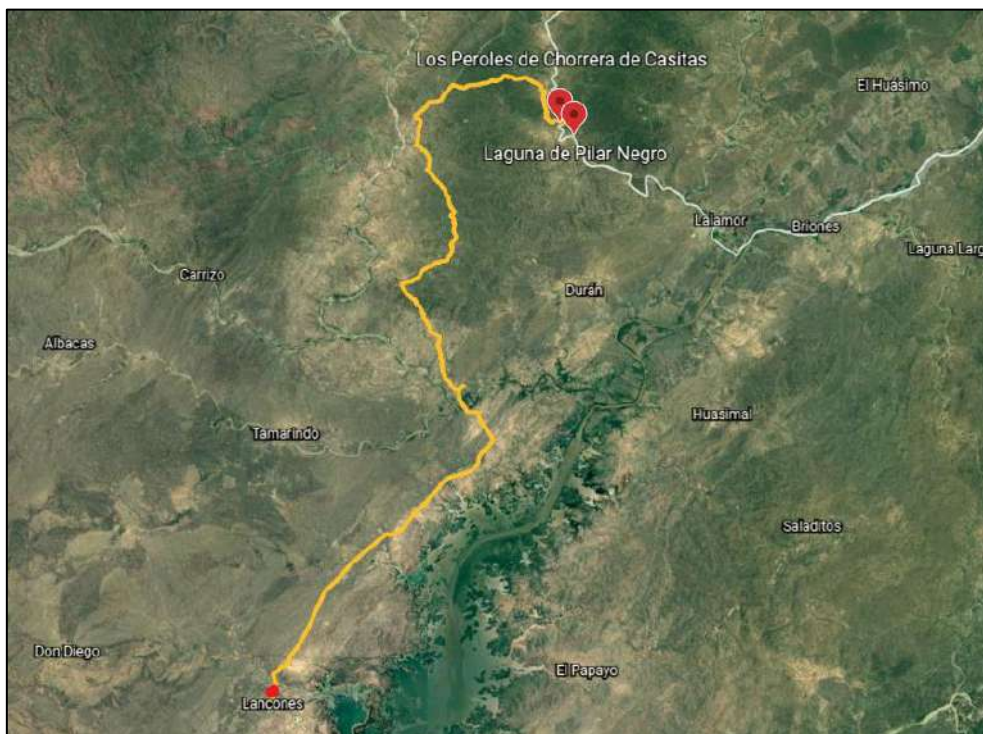 Los Peroles de Chorrera de Casitas
El Huásimo
Laguna de Pilar Negro
Lalamor
Briones
Laguna Larg
Carrizo
Durán
Albacas
Huasimal
Tamarindo
Saladitos
Don Diego
El Papayo
Lancones